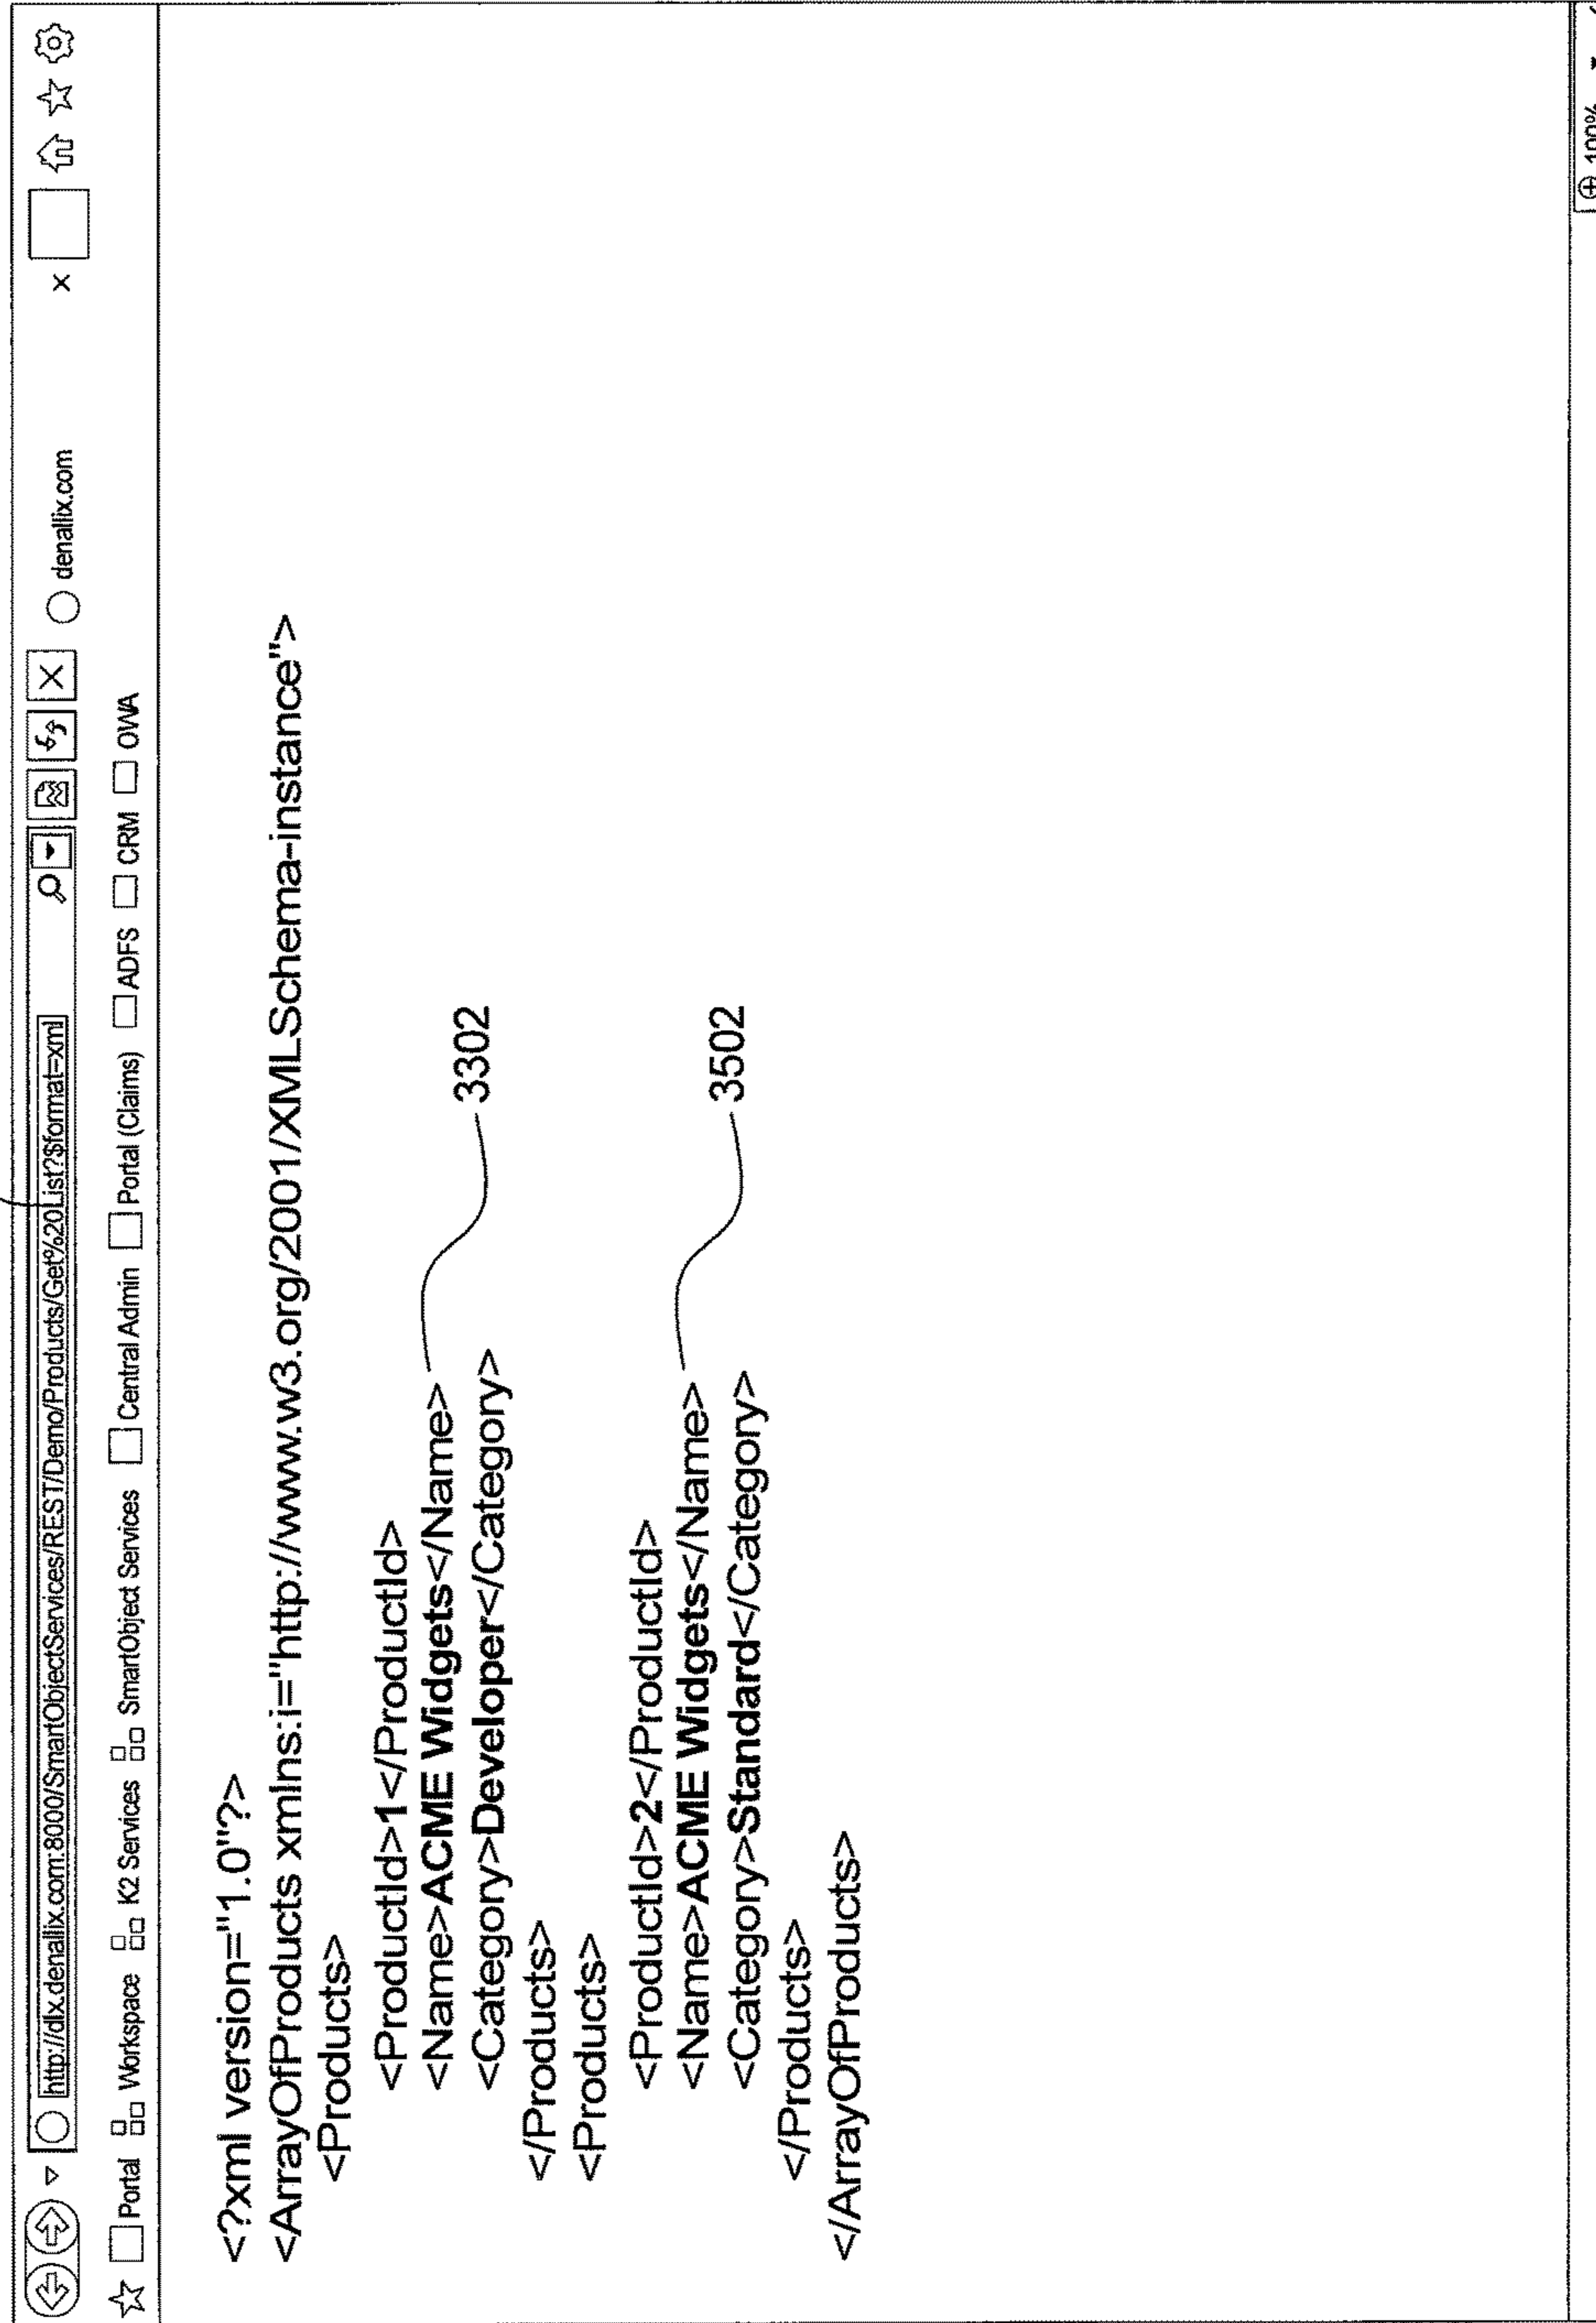 http://dlx.denallix.com:8000/SmartObjectServices/REST/Demo/Products/Get%20List?$format=xml
denallix.com
x
Portal Workspace K2 Services SmartObject Services Central Admin Portal (Claims) ADFS CRM OWA
<?xml version="1.0"?>
<ArrayOfProducts xmlns:i="http://www.w3.org/2001/XMLSchema-instance">
<Products>
<ProductId>1</ProductId>
<Name>ACME Widgets</Name>
3302
<Category>Developer</Category>
</Products>
<Products>
<ProductId>2</ProductId>
<Name>ACME Widgets</Name>
3502
<Category>Standard</Category>
</Products>
</ArrayOfProducts>
100%